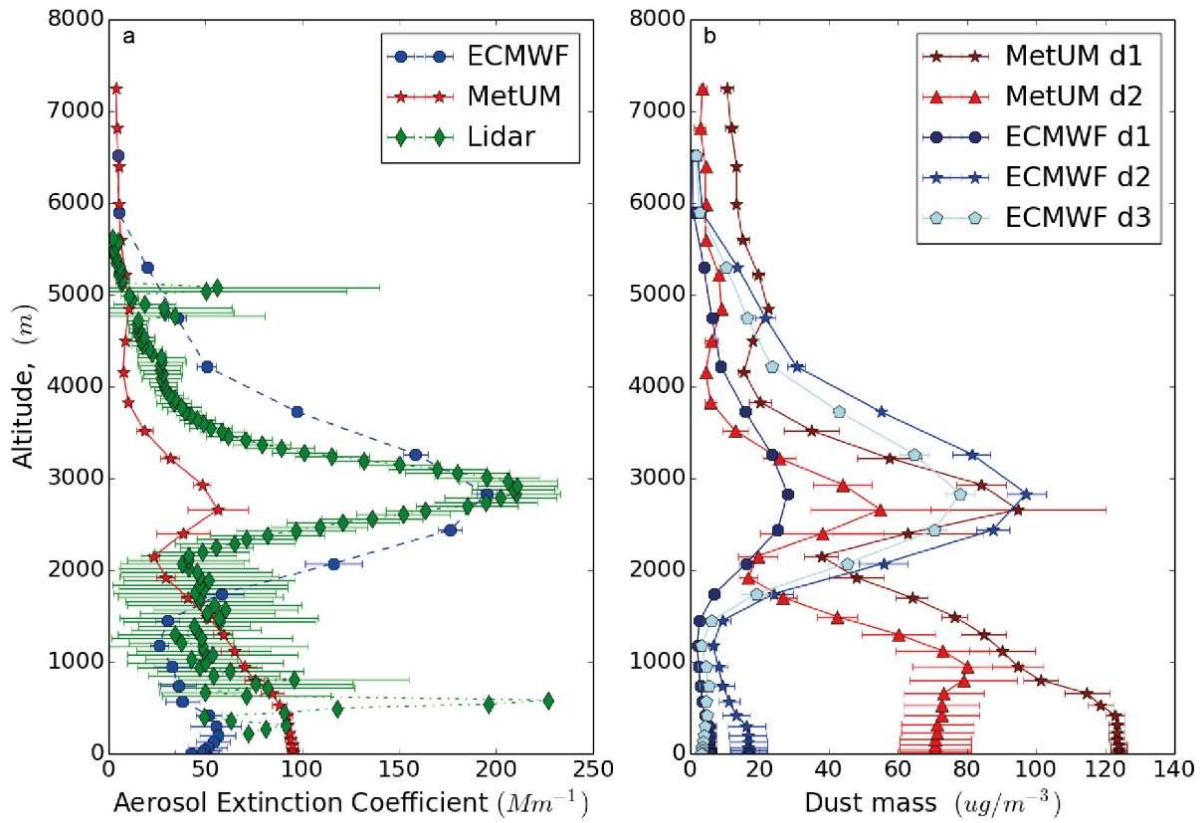 a
ECMWF
MetUM
Lidar
8000
7000
6000
5000
4000
3000
2000
1000
0
Altitude, (m)
0 50 100 150 200 250
Aerosol Extinction Coefficient (Mm⁻¹)
b
MetUM d1
MetUM d2
ECMWF d1
ECMWF d2
ECMWF d3
8000
7000
6000
5000
4000
3000
2000
1000
0
0 20 40 60 80 100 120 140
Dust mass (ug/m⁻³)